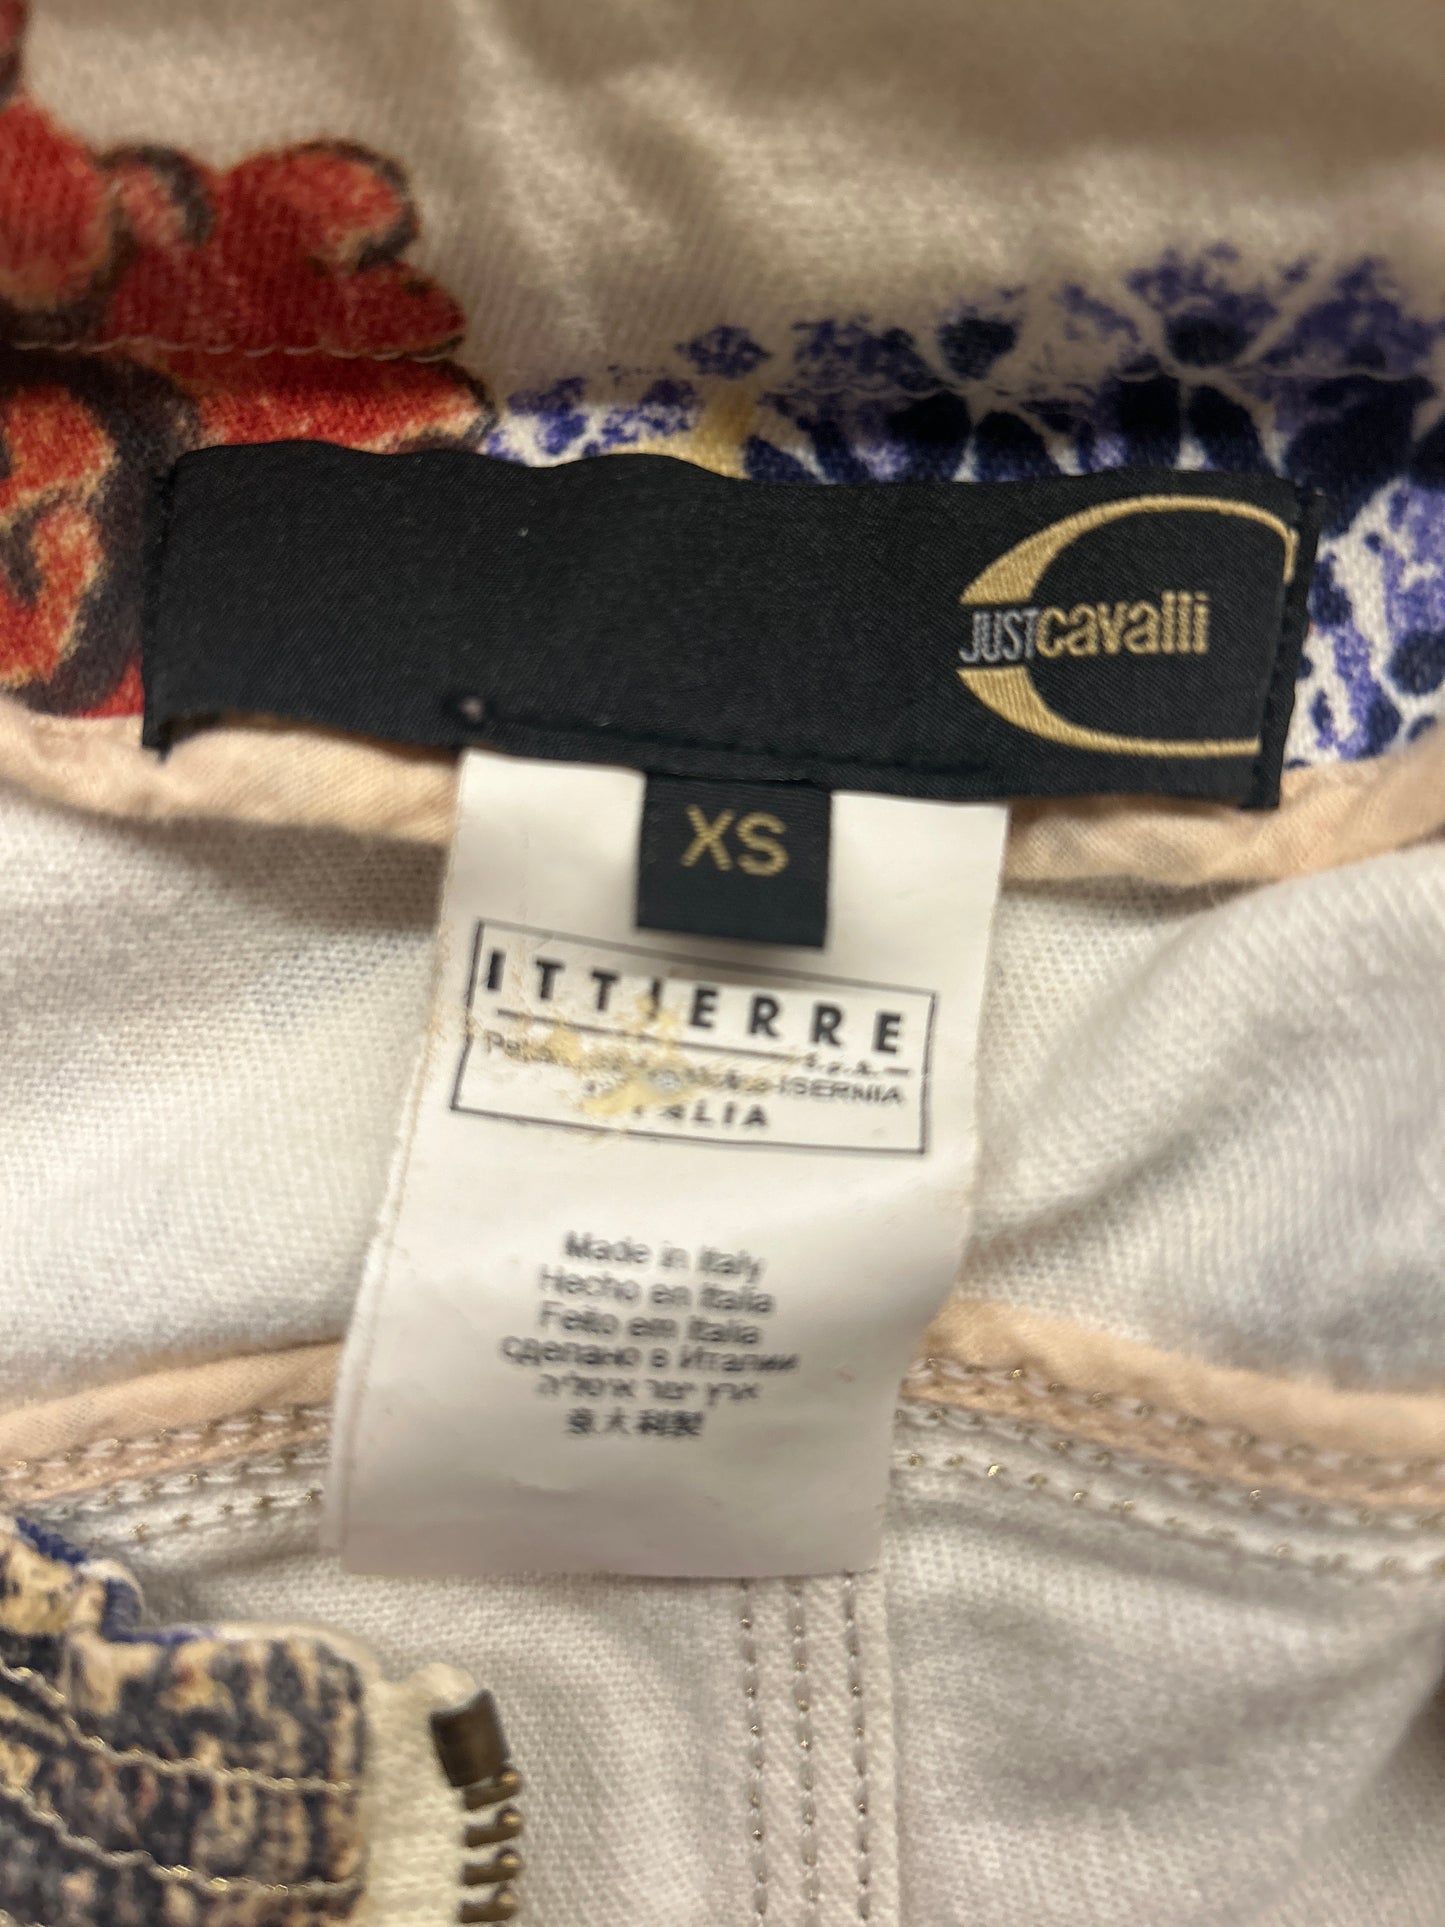 JUST cavalli
XS
ITTIERRE
S.p.A.
ISERNIA
ITALIA
Made in Italy
Hecho en Italia
Feito em Italia
сделано в Италии
ארץ יצור איטליה
意大利製